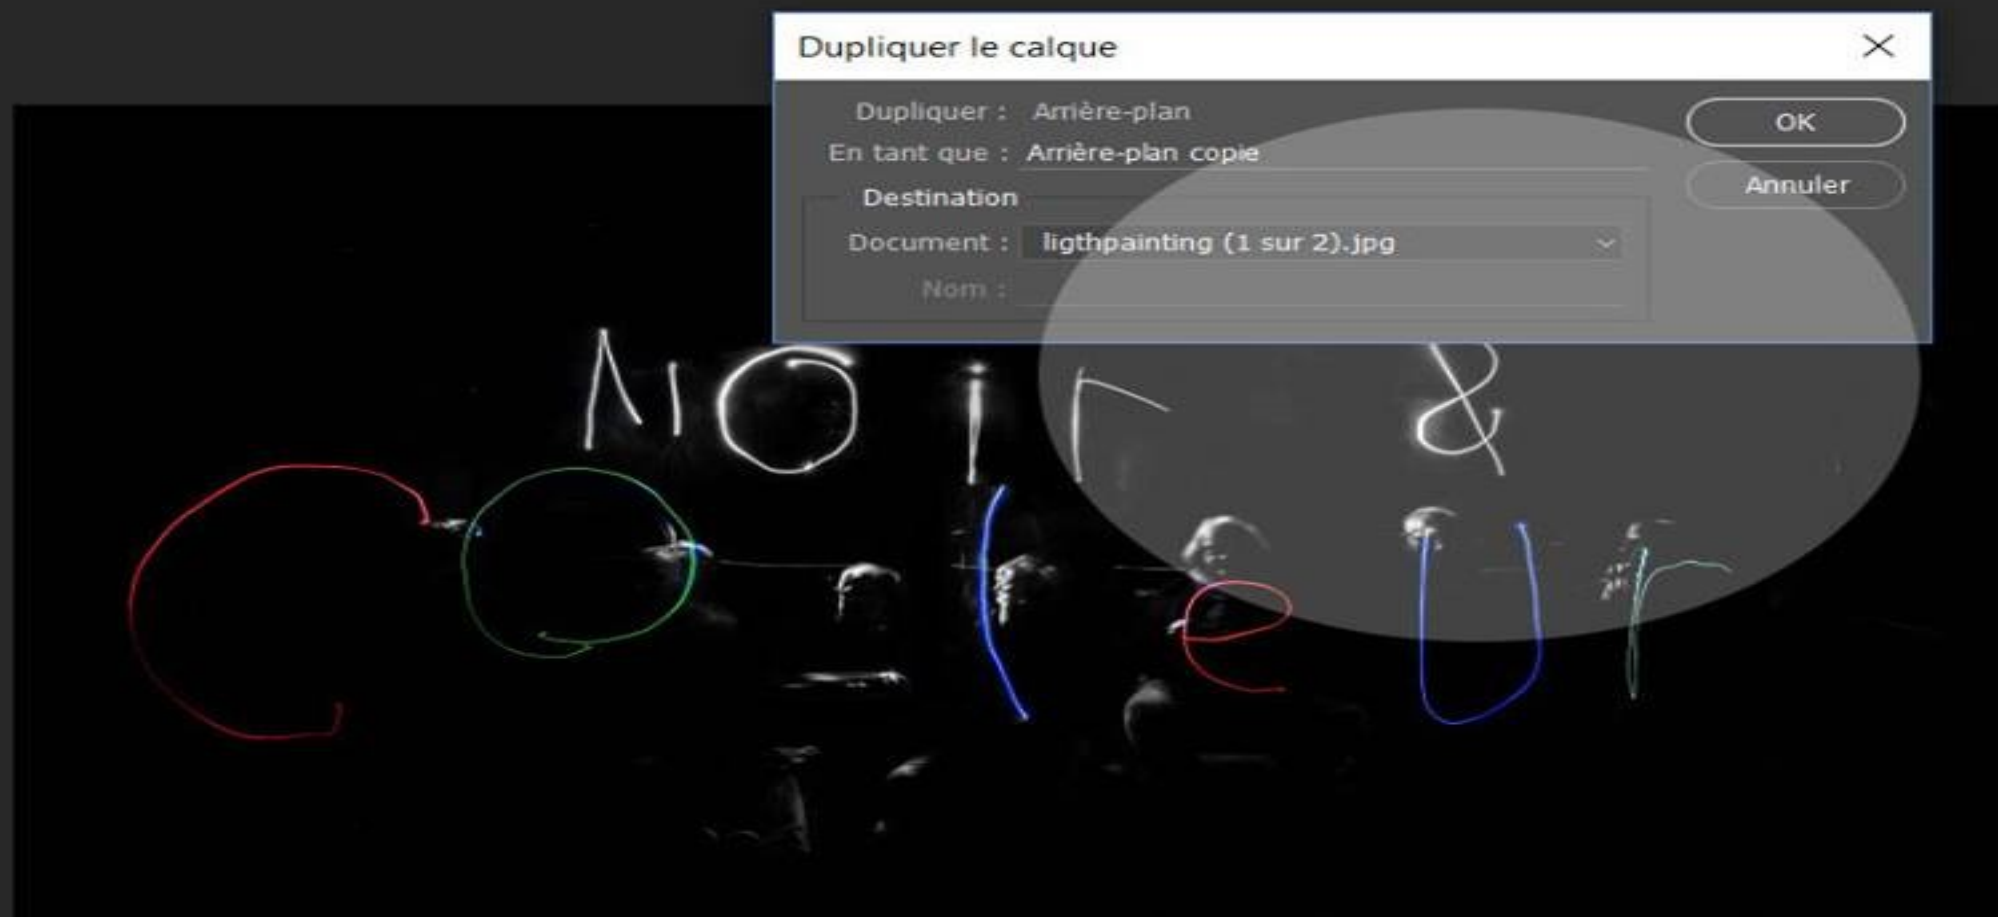 Dupliquer le calque
Dupliquer : Arrière-plan
En tant que : Arrière-plan copie
Destination
Document : ligthpainting (1 sur 2).jpg
Nom :
OK
Annuler
NOir &
Coleur